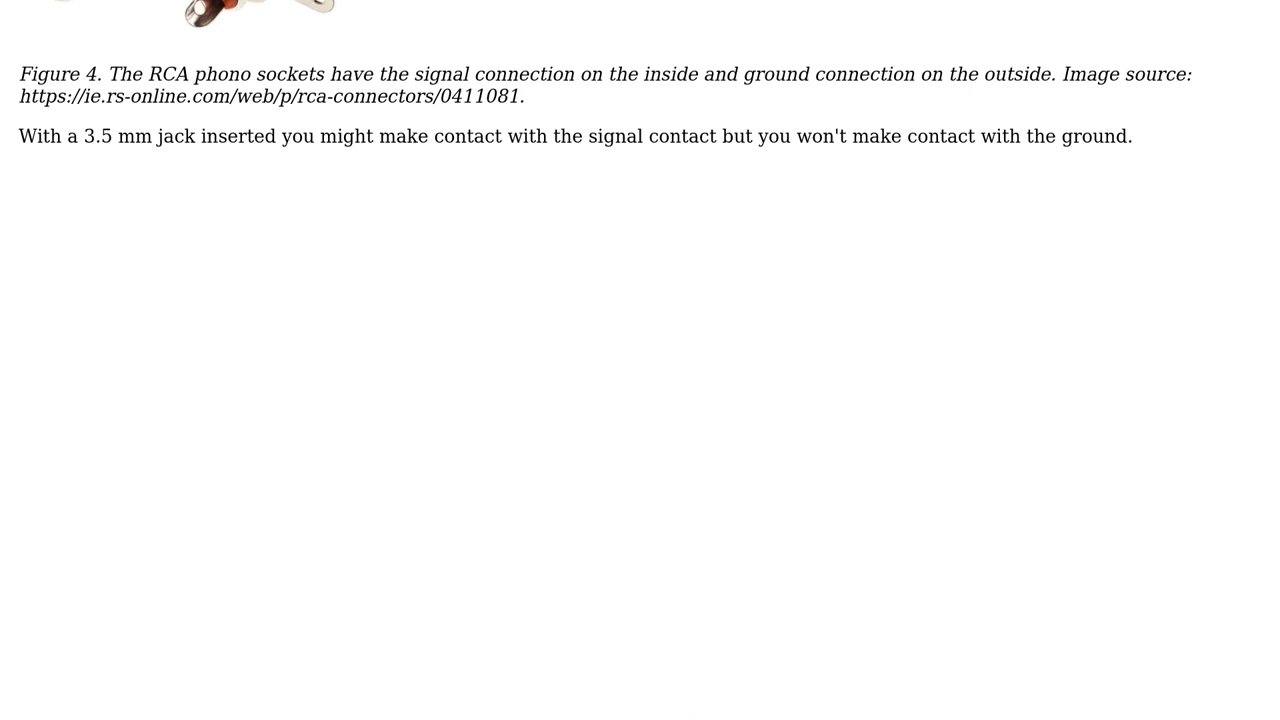 Figure 4. The RCA phono sockets have the signal connection on the inside and ground connection on the outside. Image source:
https://ie.rs-online.com/web/p/rca-connectors/0411081.
With a 3.5 mm jack inserted you might make contact with the signal contact but you won't make contact with the ground.